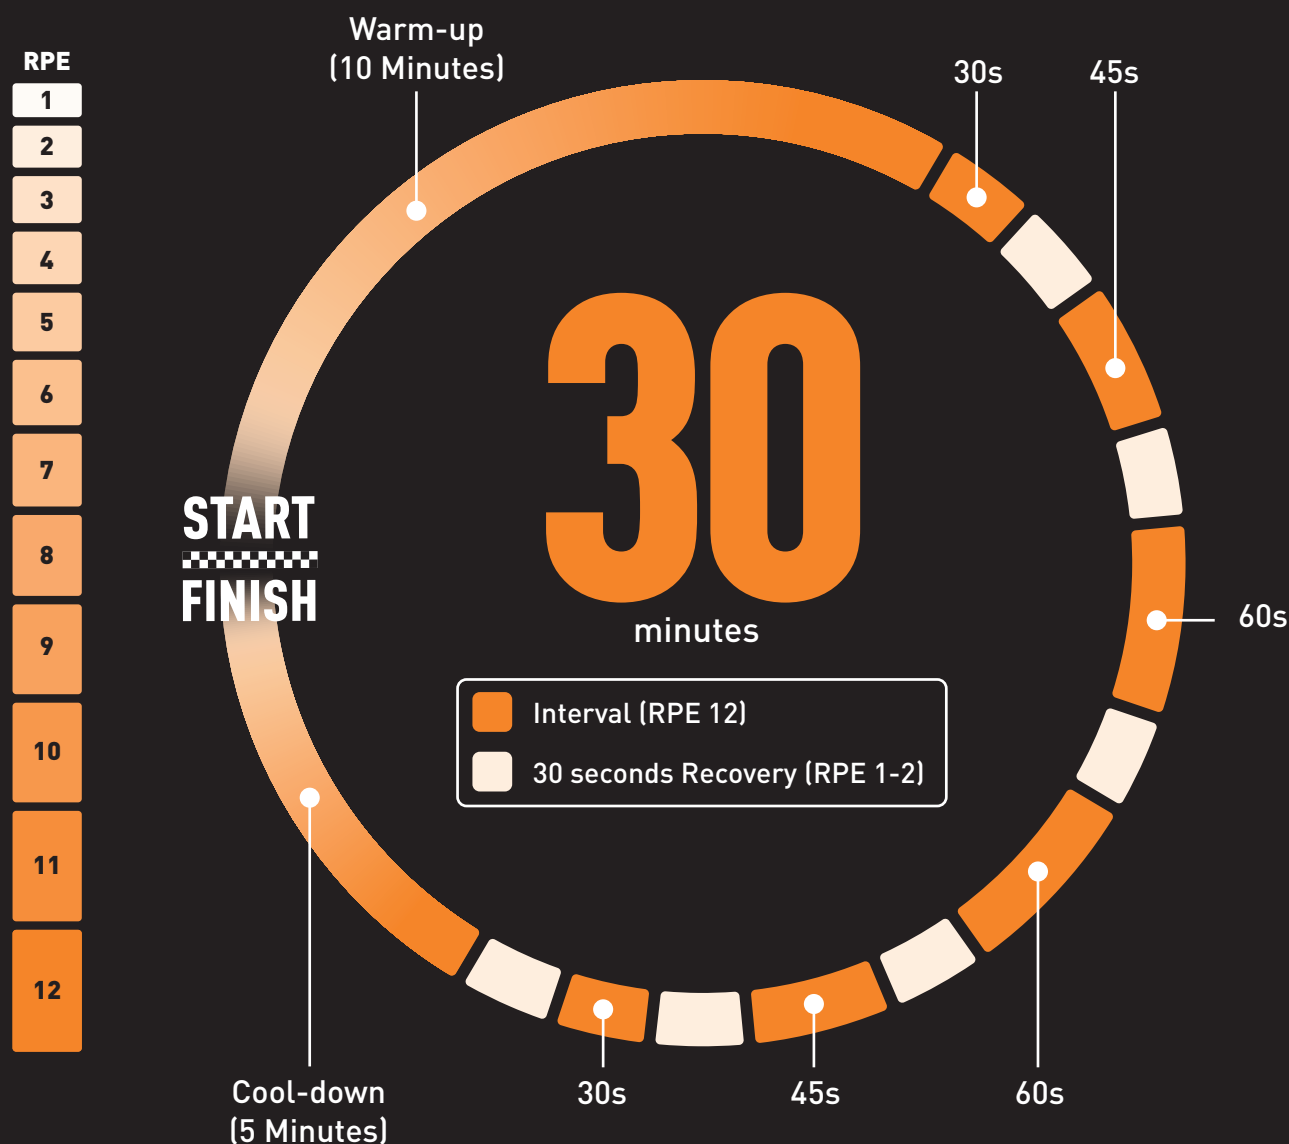 RPE
1
2
3
4
5
6
7
8
9
10
11
12
Warm-up
(10 Minutes)
30s
45s
30
minutes
START
FINISH
60s
Interval (RPE 12)
30 seconds Recovery (RPE 1-2)
Cool-down
(5 Minutes)
30s
45s
60s